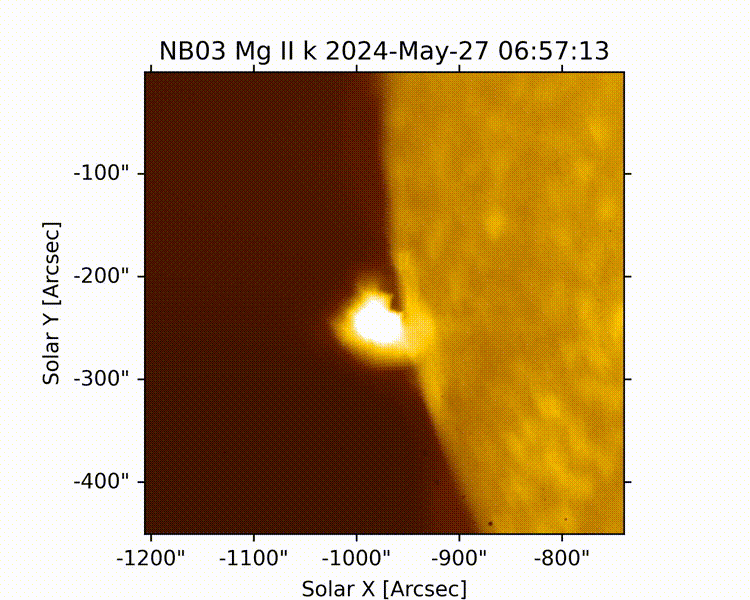 NB03 Mg II k 2024-May-27 06:57:13
-100"
-200"
-300"
-400"
Solar Y [Arcsec]
-1200" -1100" -1000" -900" -800"
Solar X [Arcsec]